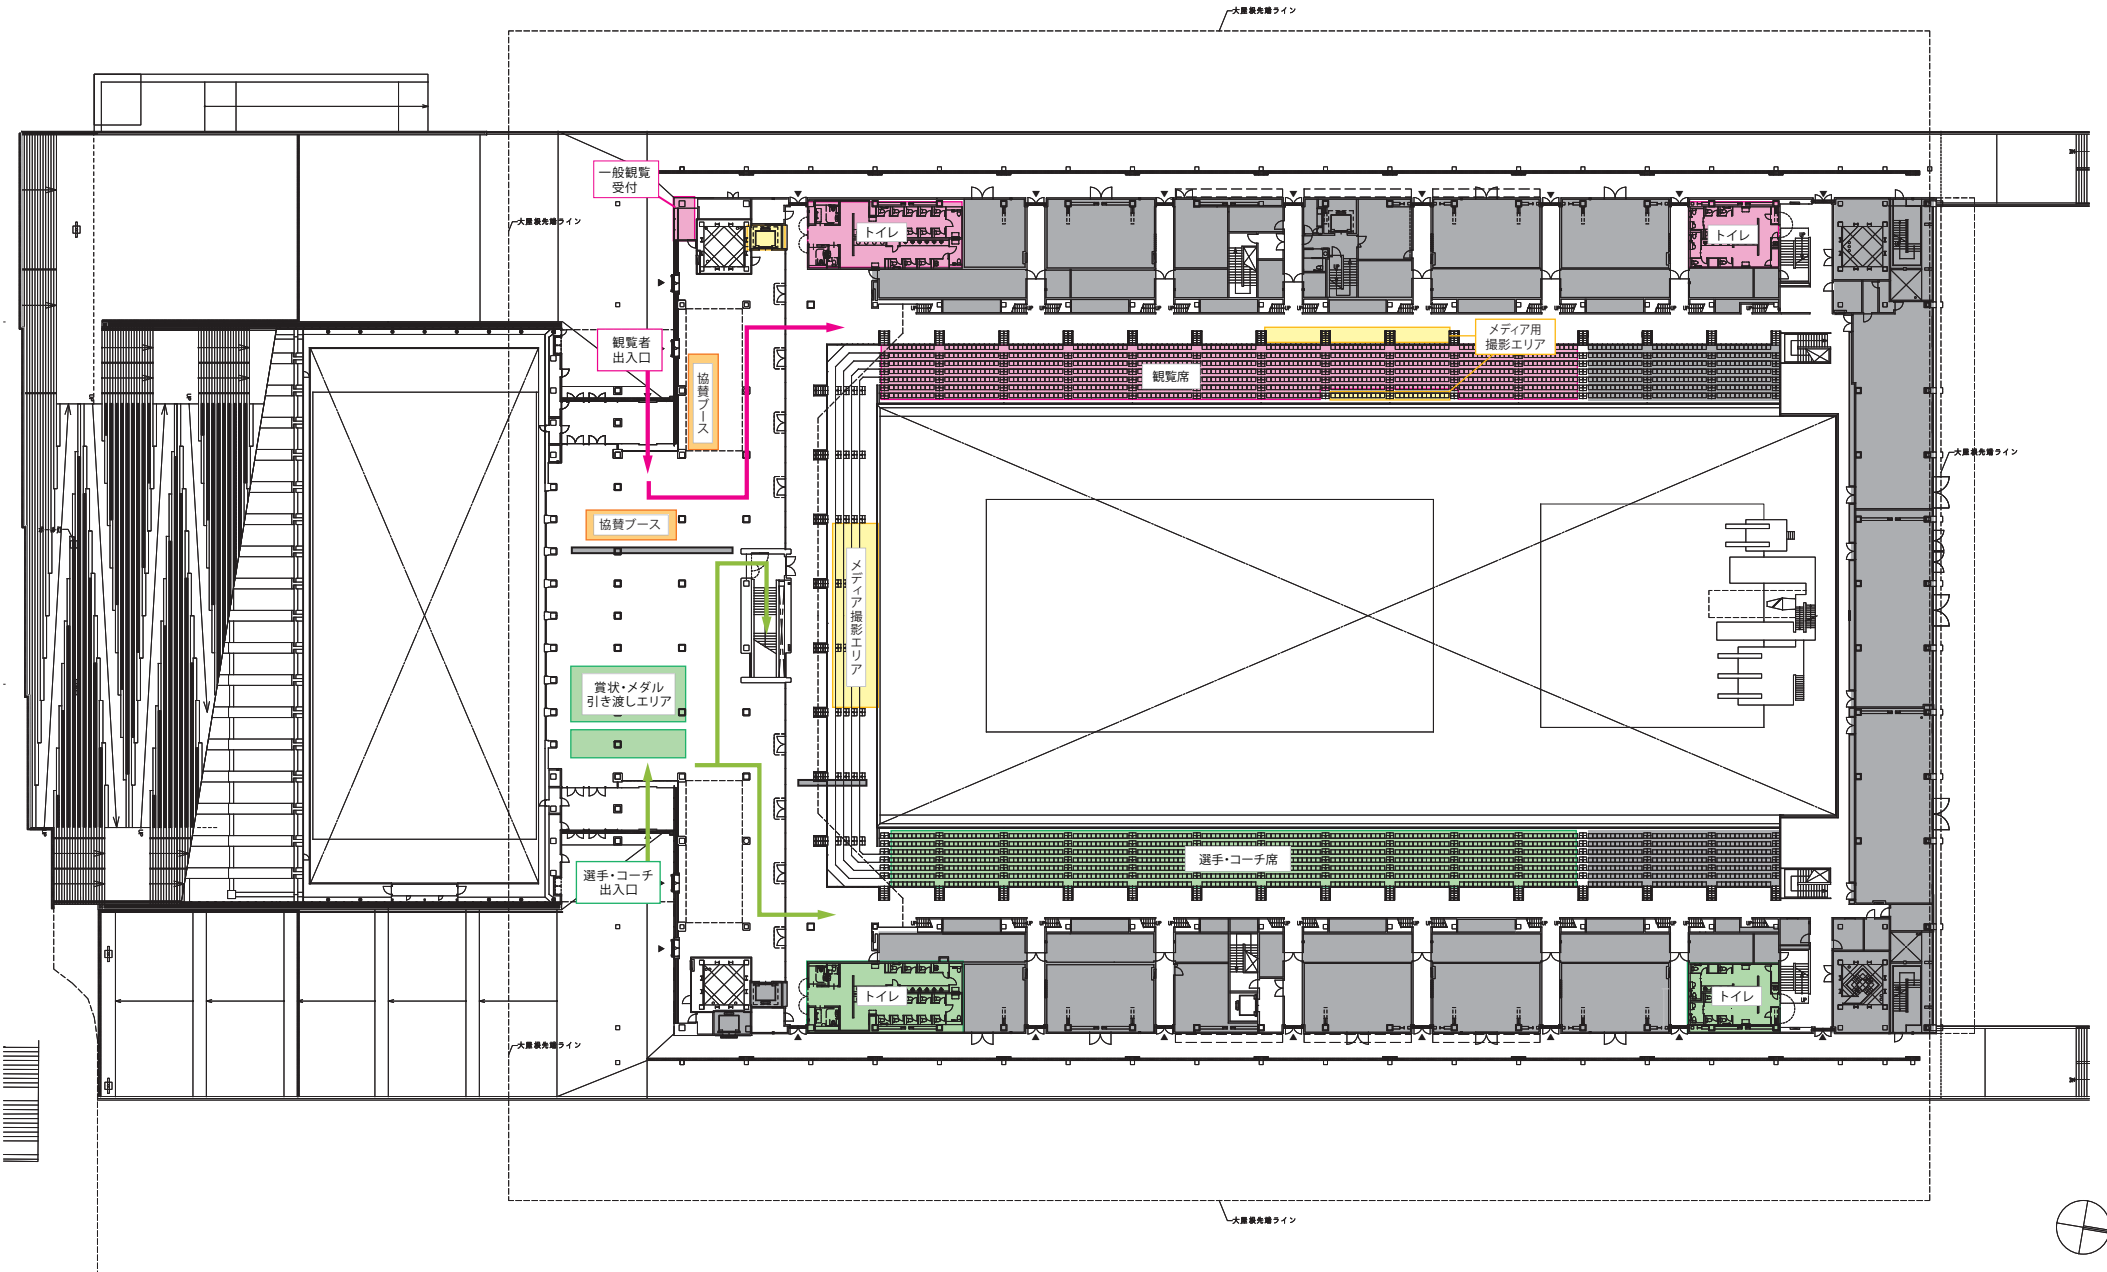 大屋根先端ライン
一般観覧
受付
大屋根先端ライン
トイレ
トイレ
観覧者
出入口
メディア用
撮影エリア
協賛ブース
観覧席
大屋根先端ライン
協賛ブース
メディア撮影エリア
賞状・メダル
引き渡しエリア
選手・コーチ席
選手・コーチ
出入口
トイレ
トイレ
大屋根先端ライン
大屋根先端ライン